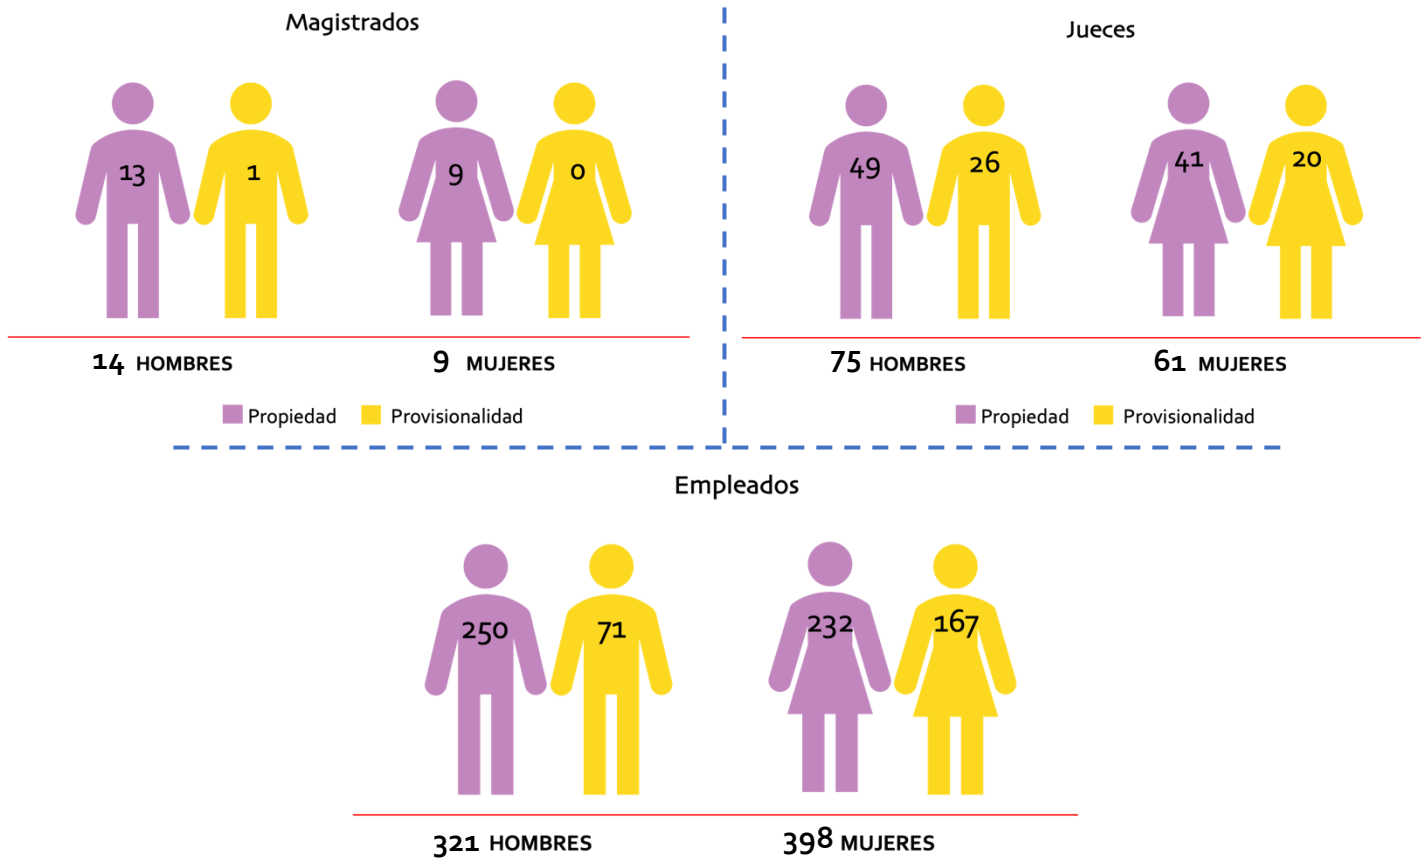 Magistrados
13 1 9 0
14 HOMBRES 9 MUJERES
Propiedad Provisionalidad
Jueces
49 26 41 20
75 HOMBRES 61 MUJERES
Propiedad Provisionalidad
Empleados
250 71 232 167
321 HOMBRES 398 MUJERES